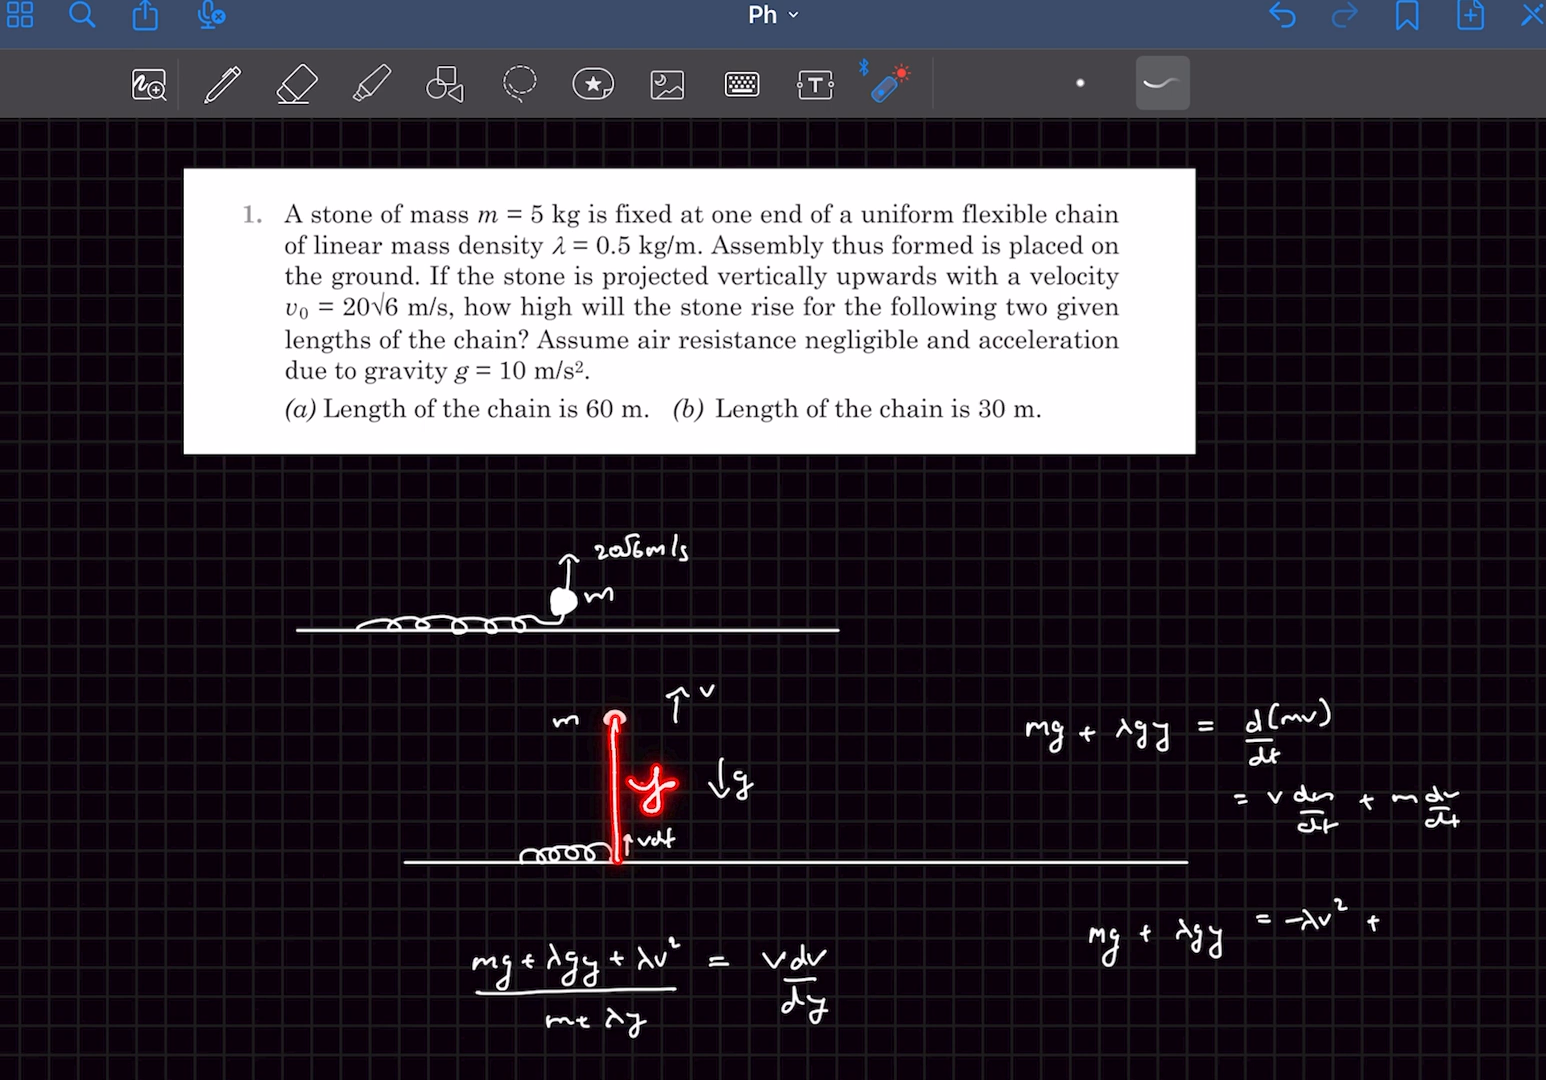 Ph
T
1. A stone of mass m = 5 kg is fixed at one end of a uniform flexible chain
of linear mass density λ = 0.5 kg/m. Assembly thus formed is placed on
the ground. If the stone is projected vertically upwards with a velocity
v₀ = 20√6 m/s, how high will the stone rise for the following two given
lengths of the chain? Assume air resistance negligible and acceleration
due to gravity g = 10 m/s².
(a) Length of the chain is 60 m. (b) Length of the chain is 30 m.
20√6 m/s
m
m
v
y
g
vdt
mg + λgy = d(mv)/dt
= v dm/dt + m dv/dt
mg + λgy = -λv² +
(mg + λgy + λv²)/(m + λy) = v dv/dy